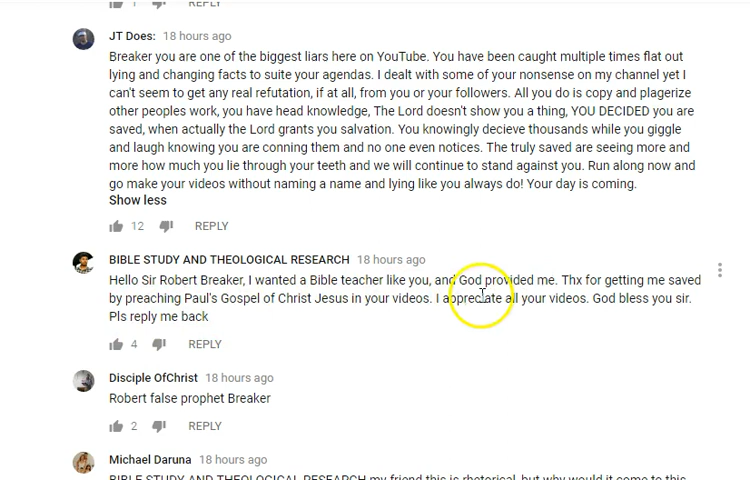 1 REPLY
JT Does: 18 hours ago
Breaker you are one of the biggest liars here on YouTube. You have been caught multiple times flat out
lying and changing facts to suite your agendas. I dealt with some of your nonsense on my channel yet I
can't seem to get any real refutation, if at all, from you or your followers. All you do is copy and plagerize
other peoples work, you have head knowledge, The Lord doesn't show you a thing, YOU DECIDED you are
saved, when actually the Lord grants you salvation. You knowingly decieve thousands while you giggle
and laugh knowing you are conning them and no one even notices. The truly saved are seeing more and
more how much you lie through your teeth and we will continue to stand against you. Run along now and
go make your videos without naming a name and lying like you always do! Your day is coming.
Show less
12 REPLY
BIBLE STUDY AND THEOLOGICAL RESEARCH 18 hours ago
Hello Sir Robert Breaker, I wanted a Bible teacher like you, and God provided me. Thx for getting me saved
by preaching Paul's Gospel of Christ Jesus in your videos. I appreciate all your videos. God bless you sir.
Pls reply me back
4 REPLY
Disciple OfChrist 18 hours ago
Robert false prophet Breaker
2 REPLY
Michael Daruna 18 hours ago
BIBLE STUDY AND THEOLOGICAL RESEARCH my friend this is rhetorical, but why would it come to this